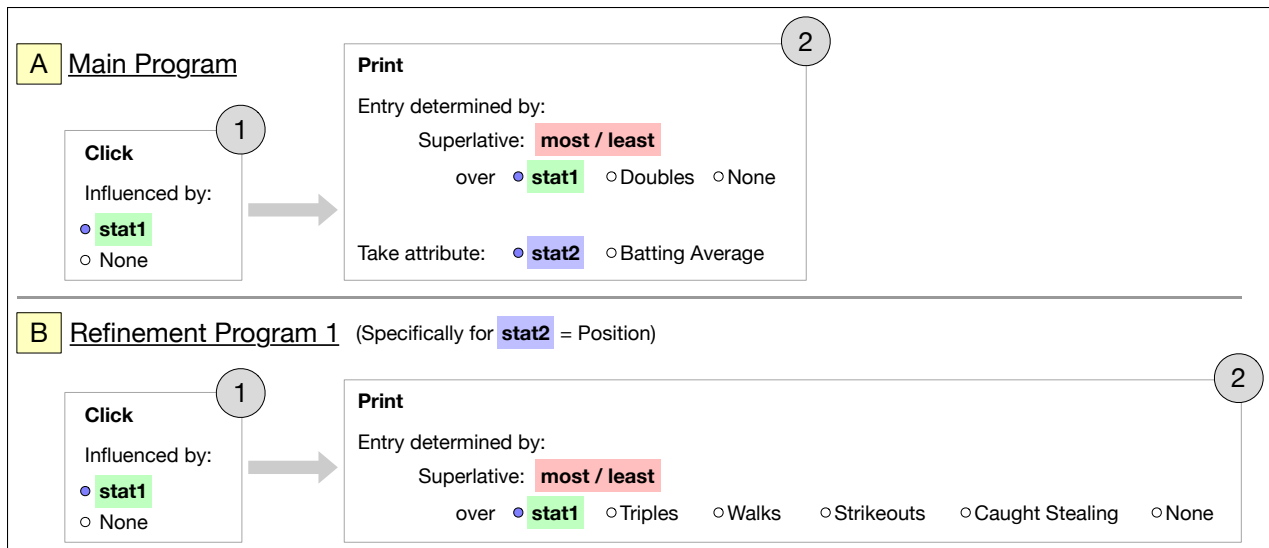 A Main Program
1
Click
Influenced by:
stat1
None
2
Print
Entry determined by:
Superlative: most / least
over stat1 Doubles None
Take attribute: stat2 Batting Average
B Refinement Program 1 (Specifically for stat2 = Position)
1
Click
Influenced by:
stat1
None
2
Print
Entry determined by:
Superlative: most / least
over stat1 Triples Walks Strikeouts Caught Stealing None